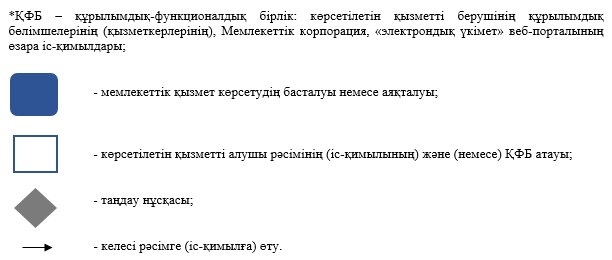 *ҚФБ – құрылымдық-функционалдық бірлік: көрсетілетін қызметті берушінің құрылымдық
бөлімшелерінің (қызметкерлерінің), Мемлекеттік корпорация, «электрондық үкімет» веб-порталының
өзара іс-қимылдары;
- мемлекеттік қызмет көрсетудің басталуы немесе аяқталуы;
- көрсетілетін қызметті алушы рәсімінің (іс-қимылының) және (немесе) ҚФБ атауы;
- таңдау нұсқасы;
- келесі рәсімге (іс-қимылға) өту.